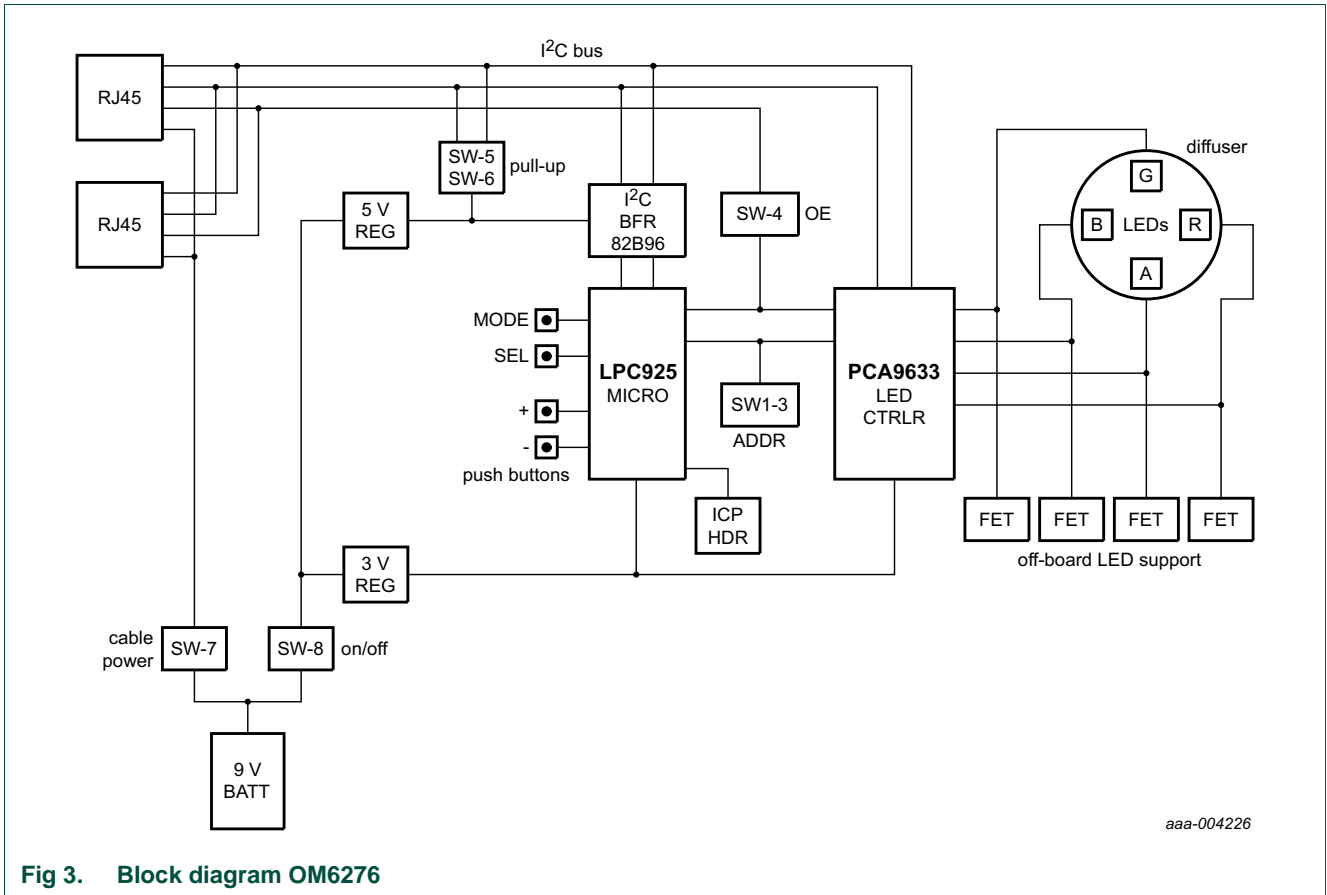 I2C bus
RJ45
RJ45
SW-5
SW-6
pull-up
5 V
REG
I2C
BFR
82B96
SW-4
OE
diffuser
G
B
LEDs
R
A
MODE
SEL
+
-
push buttons
LPC925
MICRO
SW1-3
ADDR
PCA9633
LED
CTRLR
ICP
HDR
FET
FET
FET
FET
off-board LED support
3 V
REG
cable
power
SW-7
SW-8
on/off
9 V
BATT
aaa-004226
Fig 3. Block diagram OM6276